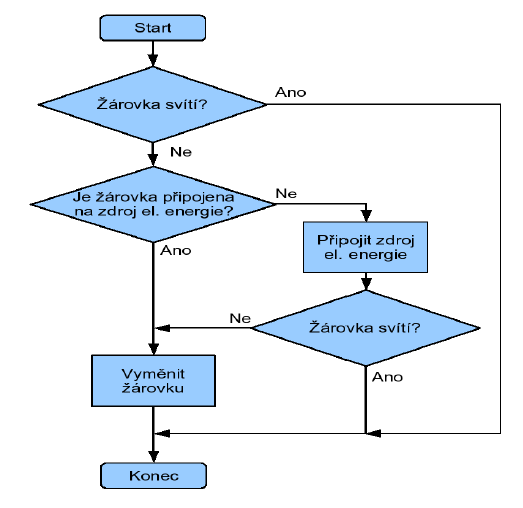 Start
Žárovka svítí?
Ano
Ne
Je žárovka připojena
na zdroj el. energie?
Ne
Ano
Připojit zdroj
el. energie
Ne
Žárovka svítí?
Ano
Vyměnit
žárovku
Konec